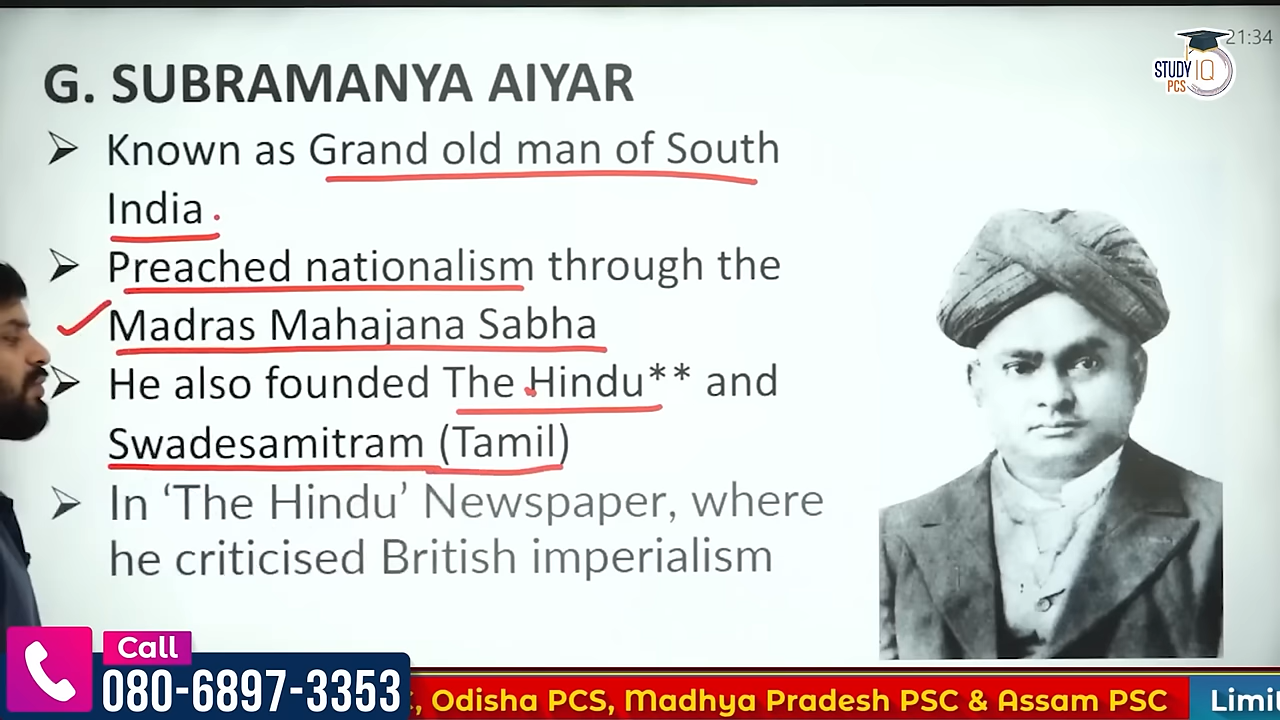 21:34
STUDY IQ
PCS
G. SUBRAMANYA AIYAR
Known as Grand old man of South
India
Preached nationalism through the
Madras Mahajana Sabha
He also founded The Hindu** and
Swadesamitram (Tamil)
In ‘The Hindu’ Newspaper, where
he criticised British imperialism
Call
080-6897-3353
, Odisha PCS, Madhya Pradesh PSC & Assam PSC